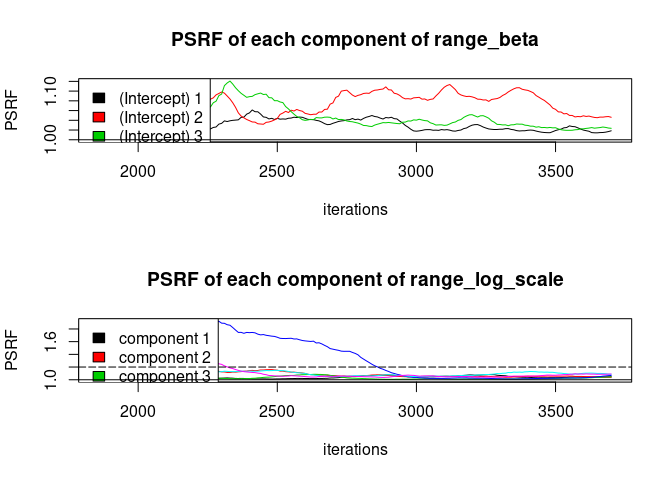 PSRF of each component of range_beta
PSRF
1.10
1.00
(Intercept) 1
(Intercept) 2
(Intercept) 3
2000 2500 3000 3500
iterations
PSRF of each component of range_log_scale
PSRF
1.6
1.0
component 1
component 2
component 3
2000 2500 3000 3500
iterations